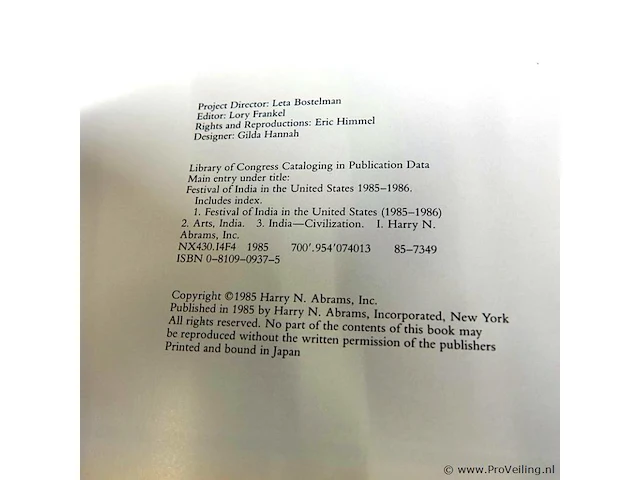 Project Director: Leta Bostelman
Editor: Lory Frankel
Rights and Reproductions: Eric Himmel
Designer: Gilda Hannah
Library of Congress Cataloging in Publication Data
Main entry under title:
Festival of India in the United States 1985–1986.
Includes index.
1. Festival of India in the United States (1985–1986)
2. Arts, India. 3. India—Civilization. I. Harry N.
Abrams, Inc.
NX430.I4F4 1985 700'.954'074013 85–7349
ISBN 0–8109–0937–5
Copyright ©1985 Harry N. Abrams, Inc.
Published in 1985 by Harry N. Abrams, Incorporated, New York
All rights reserved. No part of the contents of this book may
be reproduced without the written permission of the publishers
Printed and bound in Japan
© www.ProVeiling.nl